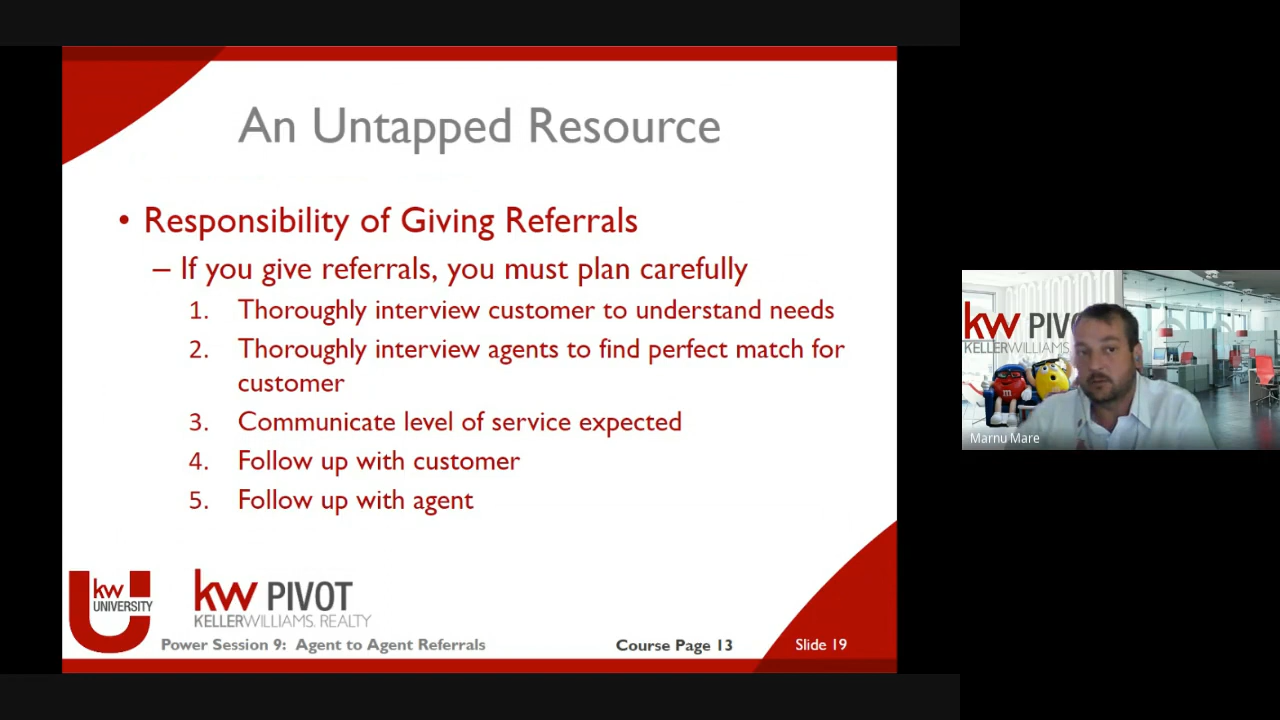 An Untapped Resource
• Responsibility of Giving Referrals
– If you give referrals, you must plan carefully
1. Thoroughly interview customer to understand needs
2. Thoroughly interview agents to find perfect match for
customer
3. Communicate level of service expected
4. Follow up with customer
5. Follow up with agent
kw
UNIVERSITY
kw PIVOT
KELLERWILLIAMS. REALTY
Power Session 9: Agent to Agent Referrals
Course Page 13
Slide 19
kw PIV
KELLERWILLIAMS
m
Marnu Mare